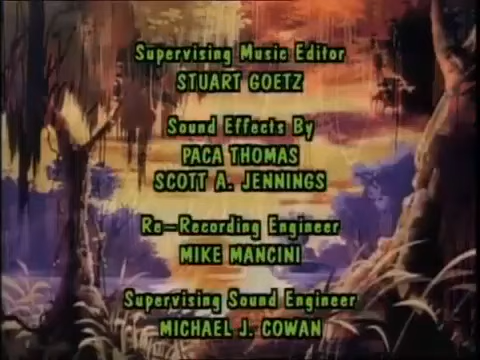 Supervising Music Editor
STUART GOETZ
Sound Effects By
PACA THOMAS
SCOTT A. JENNINGS
Re-Recording Engineer
MIKE MANCINI
Supervising Sound Engineer
MICHAEL J. COWAN